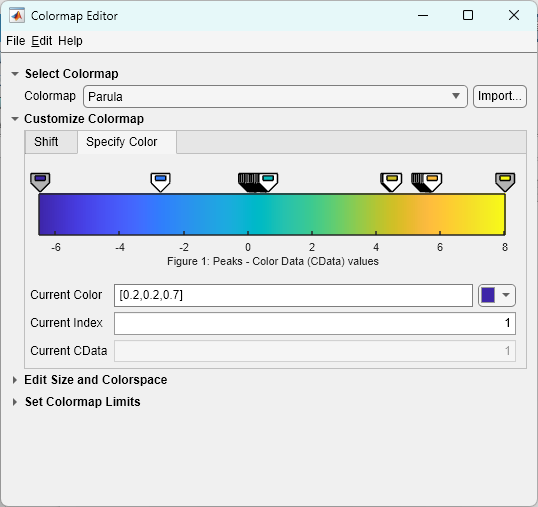 Colormap Editor
File Edit Help
Select Colormap
Colormap Parula Import...
Customize Colormap
Shift Specify Color
-6 -4 -2 0 2 4 6 8
Figure 1: Peaks - Color Data (CData) values
Current Color [0.2,0.2,0.7]
Current Index 1
Current CData 1
Edit Size and Colorspace
Set Colormap Limits